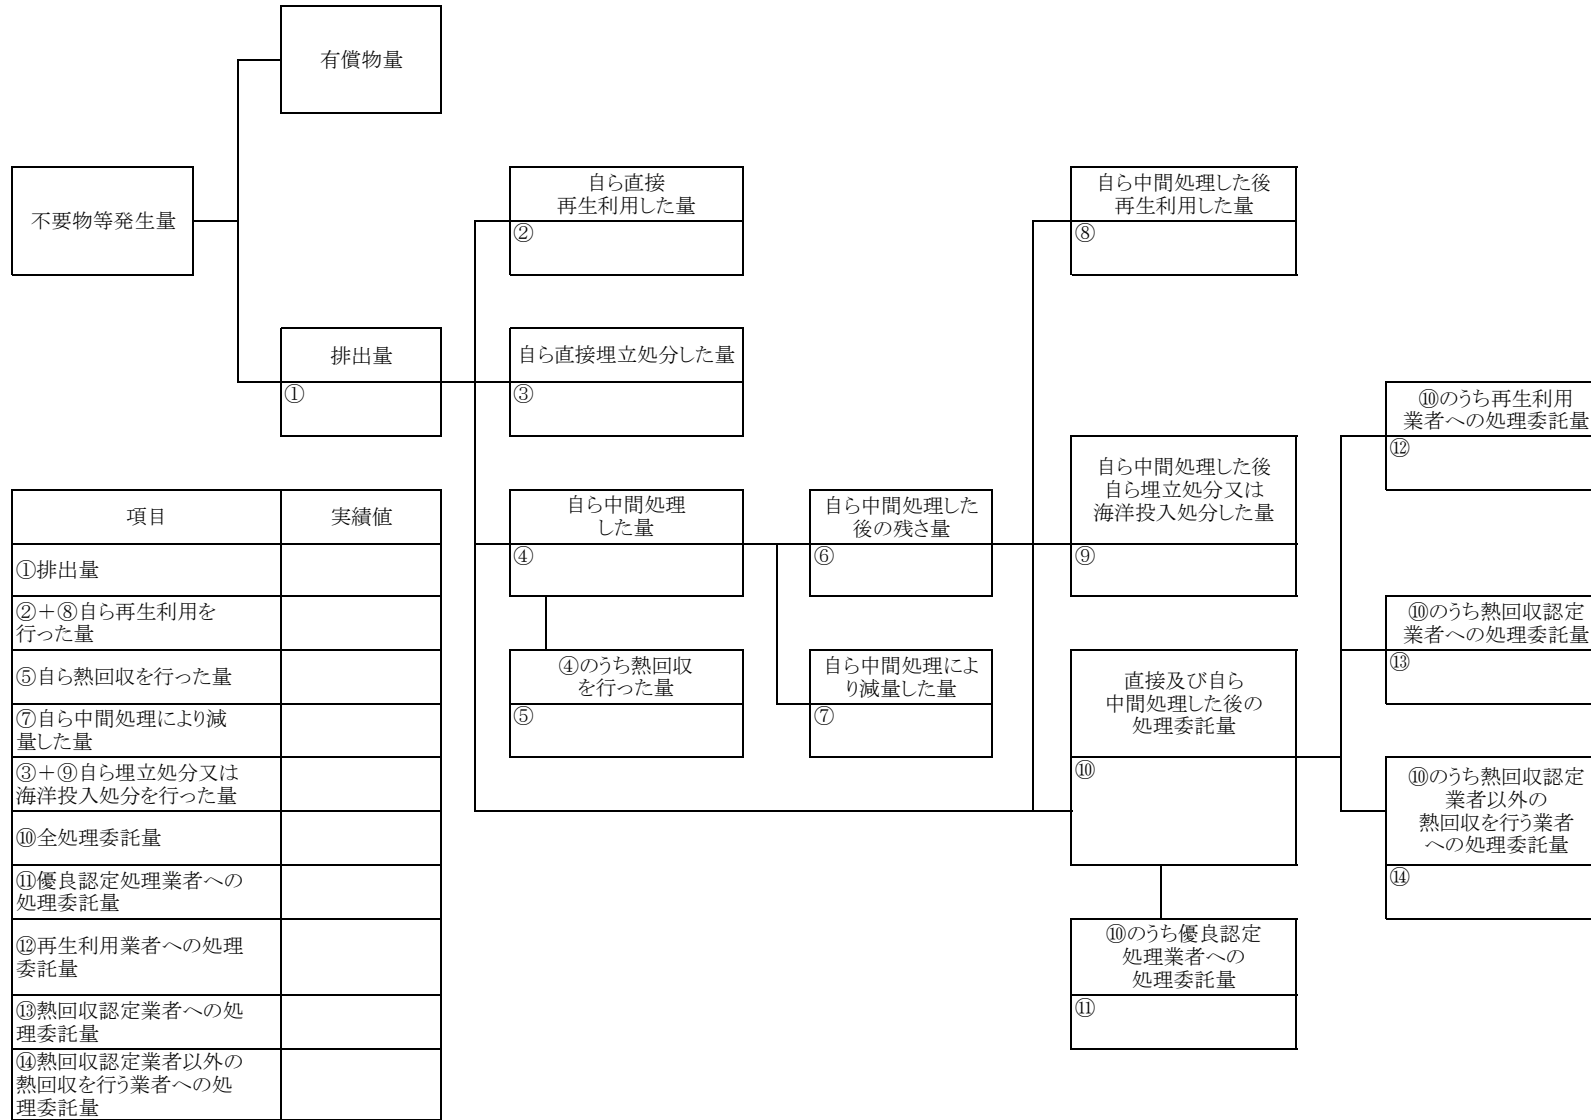 有償物量
不要物等発生量
排出量
①
自ら直接
再生利用した量
②
自ら直接埋立処分した量
③
自ら中間処理
した量
④
④のうち熱回収
を行った量
⑤
自ら中間処理した
後の残さ量
⑥
自ら中間処理によ
り減量した量
⑦
自ら中間処理した後
再生利用した量
⑧
自ら中間処理した後
自ら埋立処分又は
海洋投入処分した量
⑨
直接及び自ら
中間処理した後の
処理委託量
⑩
⑩のうち優良認定
処理業者への
処理委託量
⑪
⑩のうち再生利用
業者への処理委託量
⑫
⑩のうち熱回収認定
業者への処理委託量
⑬
⑩のうち熱回収認定
業者以外の
熱回収を行う業者
への処理委託量
⑭
項目 実績値
①排出量
②+⑧自ら再生利用を
行った量
⑤自ら熱回収を行った量
⑦自ら中間処理により減
量した量
③+⑨自ら埋立処分又は
海洋投入処分を行った量
⑩全処理委託量
⑪優良認定処理業者への
処理委託量
⑫再生利用業者への処理
委託量
⑬熱回収認定業者への処
理委託量
⑭熱回収認定業者以外の
熱回収を行う業者への処
理委託量